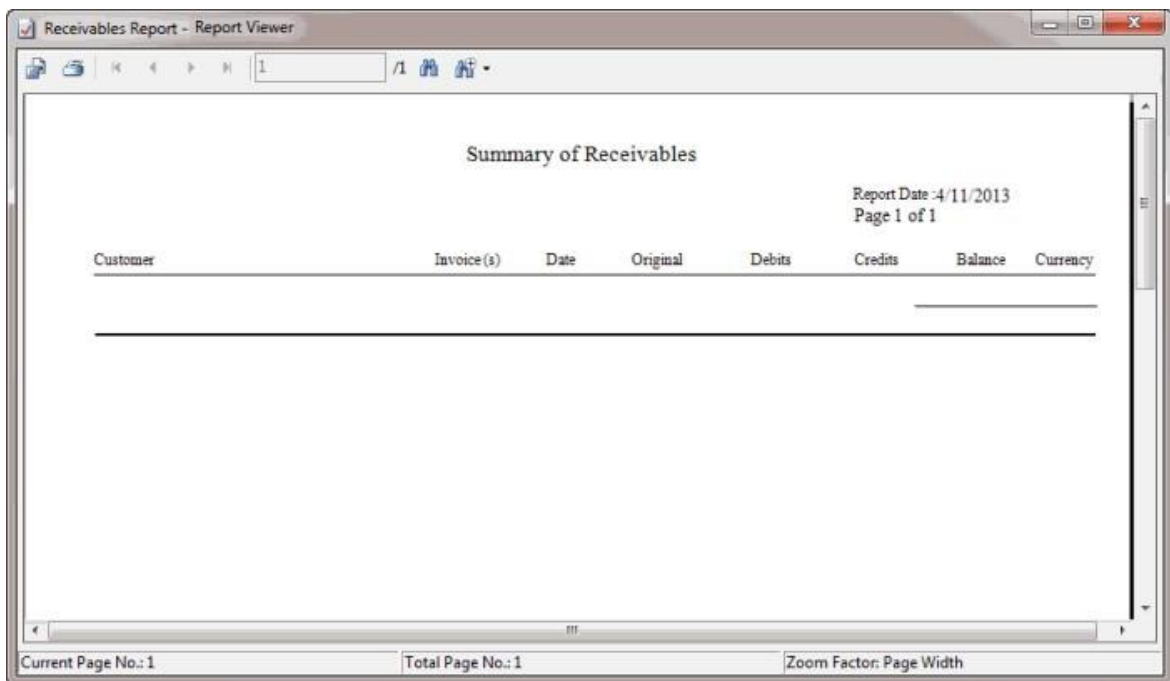 Receivables Report - Report Viewer
1 /1
Summary of Receivables
Report Date :4/11/2013
Page 1 of 1
Customer Invoice(s) Date Original Debits Credits Balance Currency
Current Page No.: 1 Total Page No.: 1 Zoom Factor: Page Width